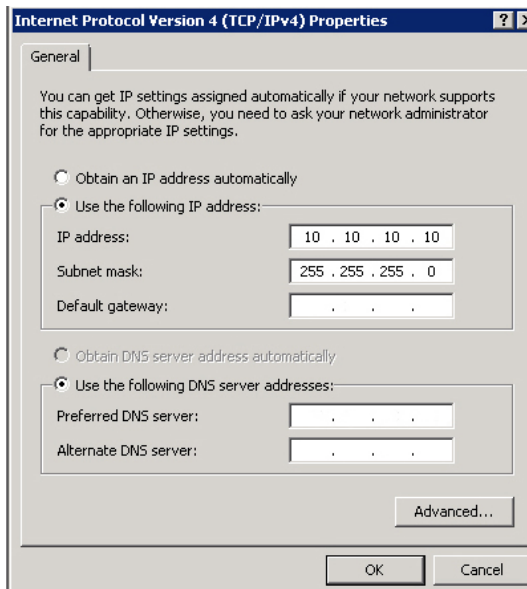 Internet Protocol Version 4 (TCP/IPv4) Properties
General
You can get IP settings assigned automatically if your network supports
this capability. Otherwise, you need to ask your network administrator
for the appropriate IP settings.
Obtain an IP address automatically
Use the following IP address:
IP address: 10 . 10 . 10 . 10
Subnet mask: 255 . 255 . 255 . 0
Default gateway: . . .
Obtain DNS server address automatically
Use the following DNS server addresses:
Preferred DNS server: . . .
Alternate DNS server: . . .
Advanced...
OK Cancel